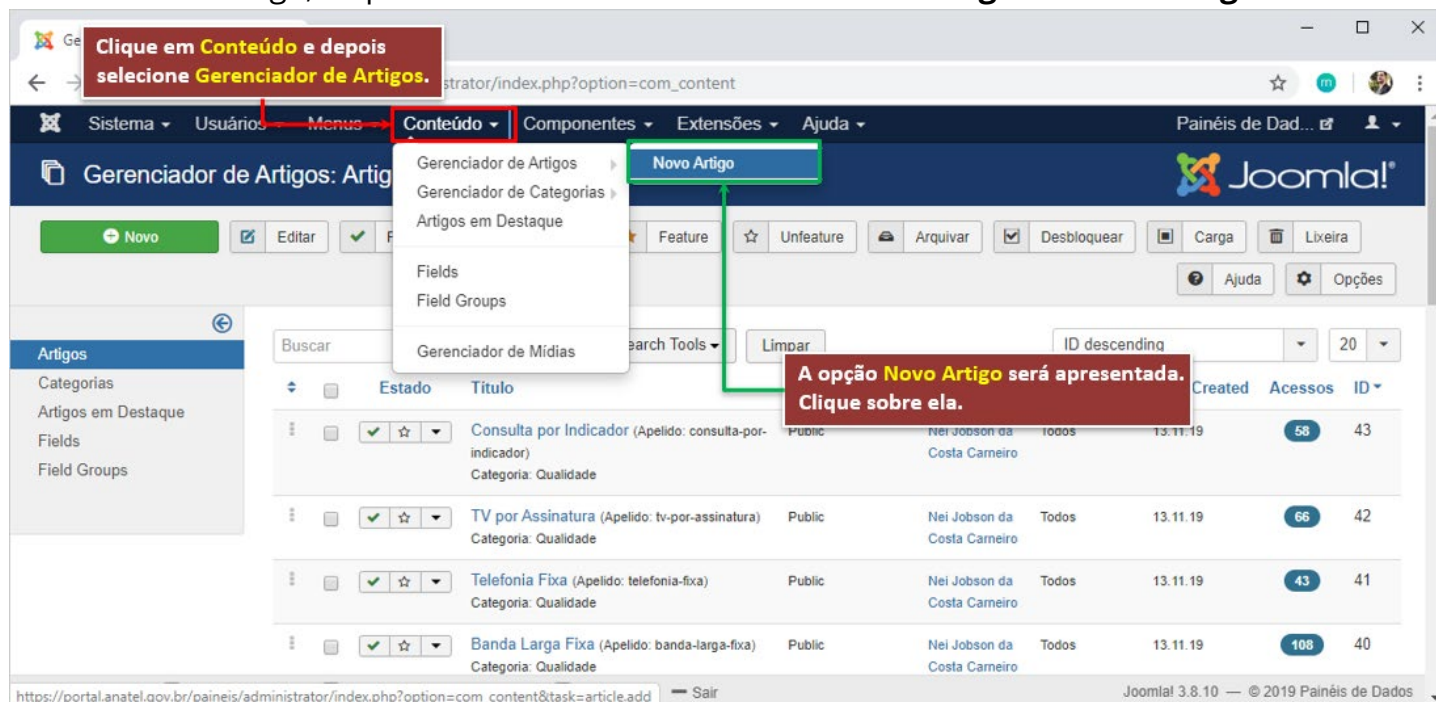 Clique em Conteúdo e depois
selecione Gerenciador de Artigos.
Ge
strator/index.php?option=com_content
m
Sistema Usuários Menus Conteúdo Componentes Extensões Ajuda Painéis de Dad...
Gerenciador de Artigos: Artig
Joomla!®
Gerenciador de Artigos
Novo Artigo
Gerenciador de Categorias
Artigos em Destaque
Fields
Field Groups
Gerenciador de Mídias
Novo Editar F Feature Unfeature Arquivar Desbloquear Carga Lixeira
Ajuda Opções
Artigos
Categorias
Artigos em Destaque
Fields
Field Groups
Buscar earch Tools Limpar ID descending 20
A opção Novo Artigo será apresentada.
Clique sobre ela.
Estado Título Created Acessos ID
Consulta por Indicador (Apelido: consulta-por- Public Nei Jobson da Todos 13.11.19 58 43
indicador) Costa Carneiro
Categoria: Qualidade
TV por Assinatura (Apelido: tv-por-assinatura) Public Nei Jobson da Todos 13.11.19 66 42
Categoria: Qualidade Costa Carneiro
Telefonia Fixa (Apelido: telefonia-fixa) Public Nei Jobson da Todos 13.11.19 43 41
Categoria: Qualidade Costa Carneiro
Banda Larga Fixa (Apelido: banda-larga-fixa) Public Nei Jobson da Todos 13.11.19 108 40
Categoria: Qualidade Costa Carneiro
https://portal.anatel.gov.br/paineis/administrator/index.php?option=com_content&task=article.add Sair Joomla! 3.8.10 — © 2019 Painéis de Dados